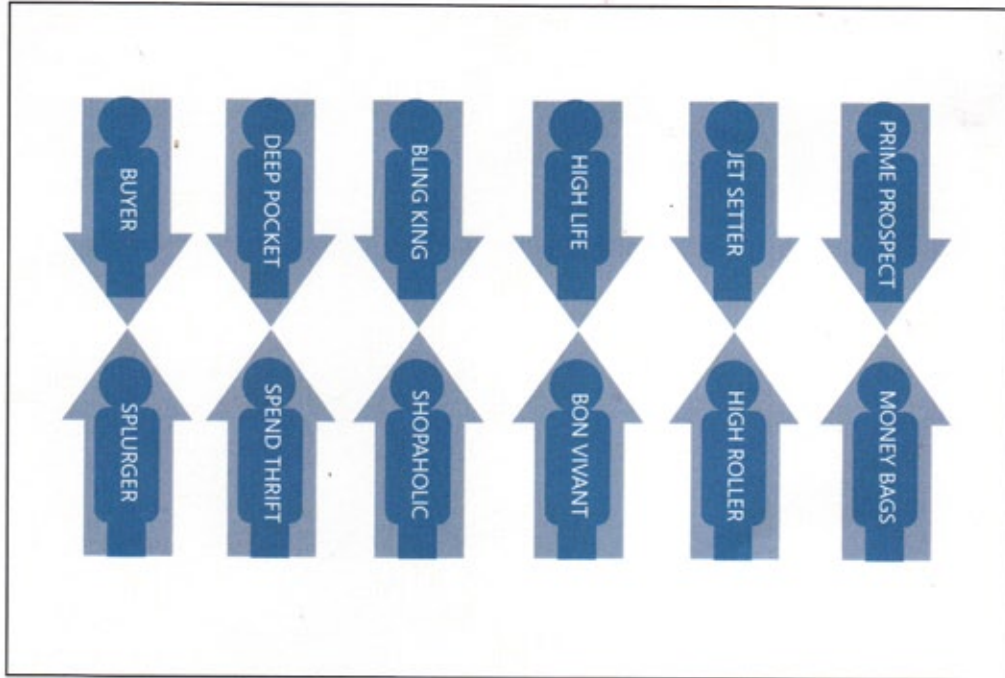 BUYER
DEEP POCKET
BLING KING
HIGH LIFE
JET SETTER
PRIME PROSPECT
SPLURGER
SPEND THRIFT
SHOPAHOLIC
BON VIVANT
HIGH ROLLER
MONEY BAGS